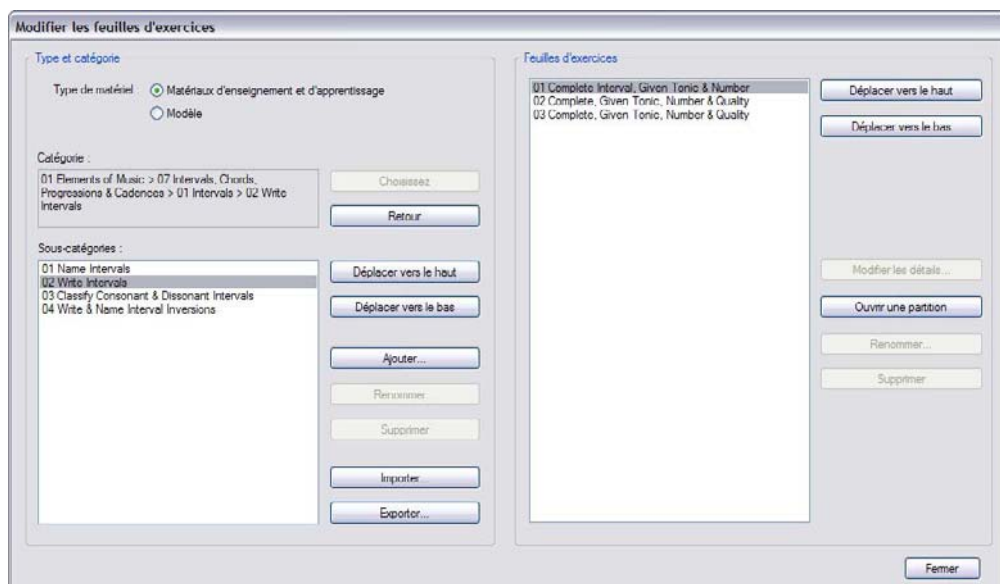 Modifier les feuilles d'exercices
Type et catégorie
Type de matériel :
Matériaux d'enseignement et d'apprentissage
Modèle
Catégorie :
01 Elements of Music > 07 Intervals, Chords,
Progressions & Cadences > 01 Intervals > 02 Write
Intervals
Choisissez
Retour
Sous-catégories :
01 Name Intervals
02 Write Intervals
03 Classify Consonant & Dissonant Intervals
04 Write & Name Interval Inversions
Déplacer vers le haut
Déplacer vers le bas
Ajouter...
Renommer...
Supprimer
Importer...
Exporter...
Feuilles d'exercices
01 Complete Interval, Given Tonic & Number
02 Complete, Given Tonic, Number & Quality
03 Complete, Given Tonic, Number & Quality
Déplacer vers le haut
Déplacer vers le bas
Modifier les détails...
Ouvrir une partition
Renommer...
Supprimer
Fermer